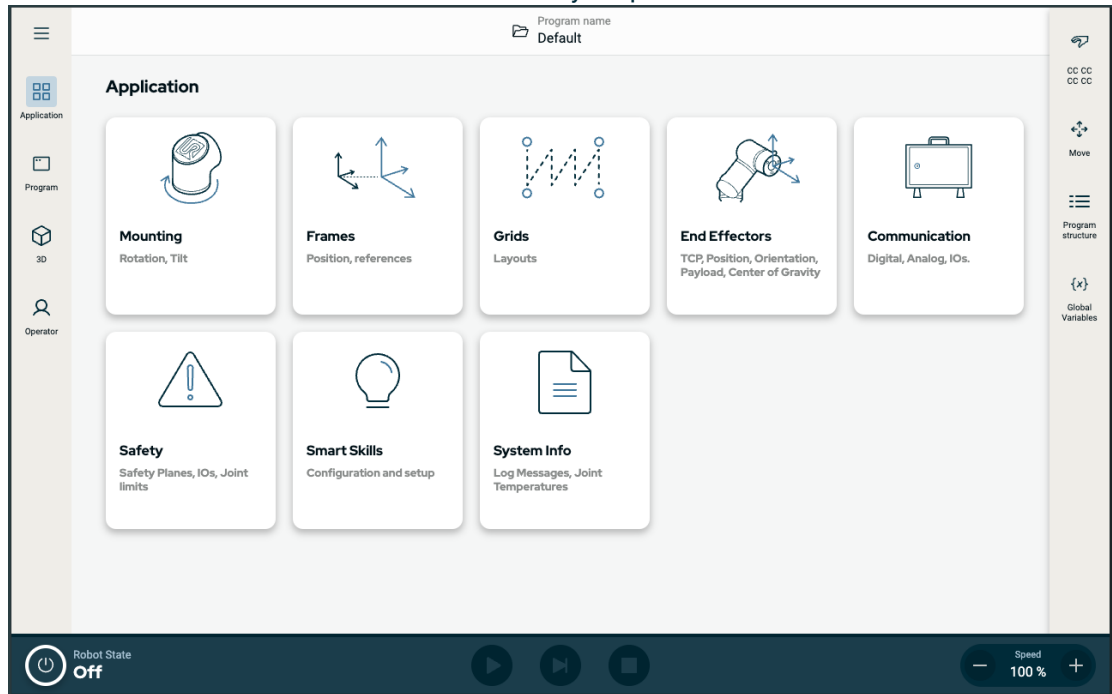 Program name
Default
Application
Application
Program
3D
Operator
Mounting
Rotation, Tilt
Frames
Position, references
Grids
Layouts
End Effectors
TCP, Position, Orientation,
Payload, Center of Gravity
Communication
Digital, Analog, IOs.
Safety
Safety Planes, IOs, Joint
limits
Smart Skills
Configuration and setup
System Info
Log Messages, Joint
Temperatures
CC CC
CC CC
Move
Program
structure
{x}
Global
Variables
Robot State
Off
Speed
100 %